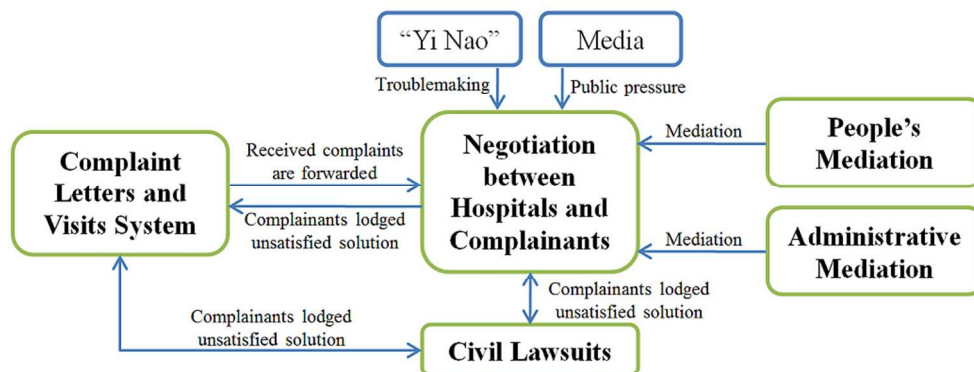 “Yi Nao”
Media
Troublemaking
Public pressure
Complaint
Letters and
Visits System
Received complaints
are forwarded
Complainants lodged
unsatisfied solution
Negotiation
between
Hospitals and
Complainants
Mediation
People’s
Mediation
Mediation
Administrative
Mediation
Complainants lodged
unsatisfied solution
Complainants lodged
unsatisfied solution
Civil Lawsuits